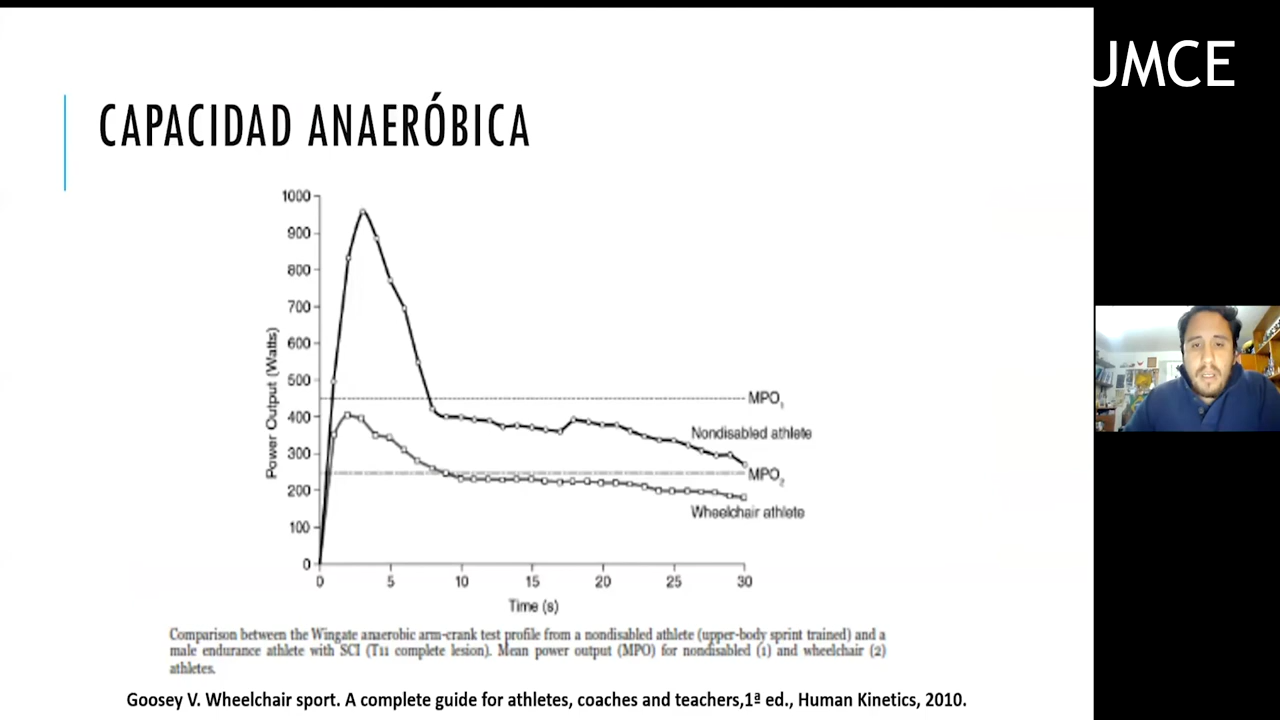 UMCE
CAPACIDAD ANAERÓBICA
1000
900
800
700
600
500
400
300
200
100
0
Power Output (Watts)
MPO1
Nondisabled athlete
MPO2
Wheelchair athlete
0 5 10 15 20 25 30
Time (s)
Comparison between the Wingate anaerobic arm-crank test profile from a nondisabled athlete (upper-body sprint trained) and a
male endurance athlete with SCI (T11 complete lesion). Mean power output (MPO) for nondisabled (1) and wheelchair (2)
athletes.
Goosey V. Wheelchair sport. A complete guide for athletes, coaches and teachers,1ª ed., Human Kinetics, 2010.